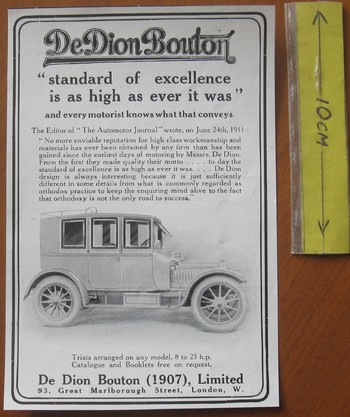 De Dion Bouton
"standard of excellence
is as high as ever it was"
and every motorist knows what that conveys.
The Editor of "The Automotor Journal" wrote, on June 24th, 1911:
"No more enviable reputation for high class workmanship and
materials has ever been obtained by any firm than has been
gained since the earliest days of motoring by Messrs. De Dion.
From the first they made quality their motto . . . . to day the
standard of excellence is as high as ever it was . . . . De Dion
design is always interesting because it is just sufficiently
different in some details from what is commonly regarded as
orthodox practice to keep the enquiring mind alive to the fact
that orthodoxy is not the only road to success."
Trials arranged on any model, 8 to 25 h.p.
Catalogue and Booklets free on request.
De Dion Bouton (1907), Limited
93, Great Marlborough Street, London, W.
10CM